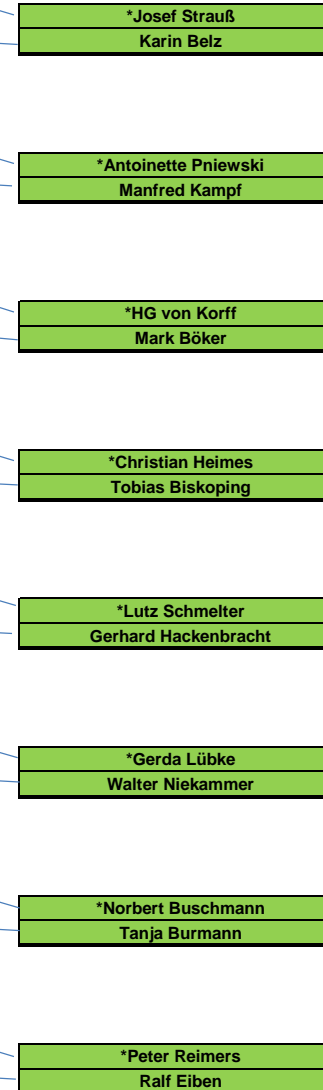 *Josef Strauß
Karin Belz
*Antoinette Pniewski
Manfred Kampf
*HG von Korff
Mark Böker
*Christian Heimes
Tobias Biskoping
*Lutz Schmelter
Gerhard Hackenbracht
*Gerda Lübke
Walter Niekammer
*Norbert Buschmann
Tanja Burmann
*Peter Reimers
Ralf Eiben